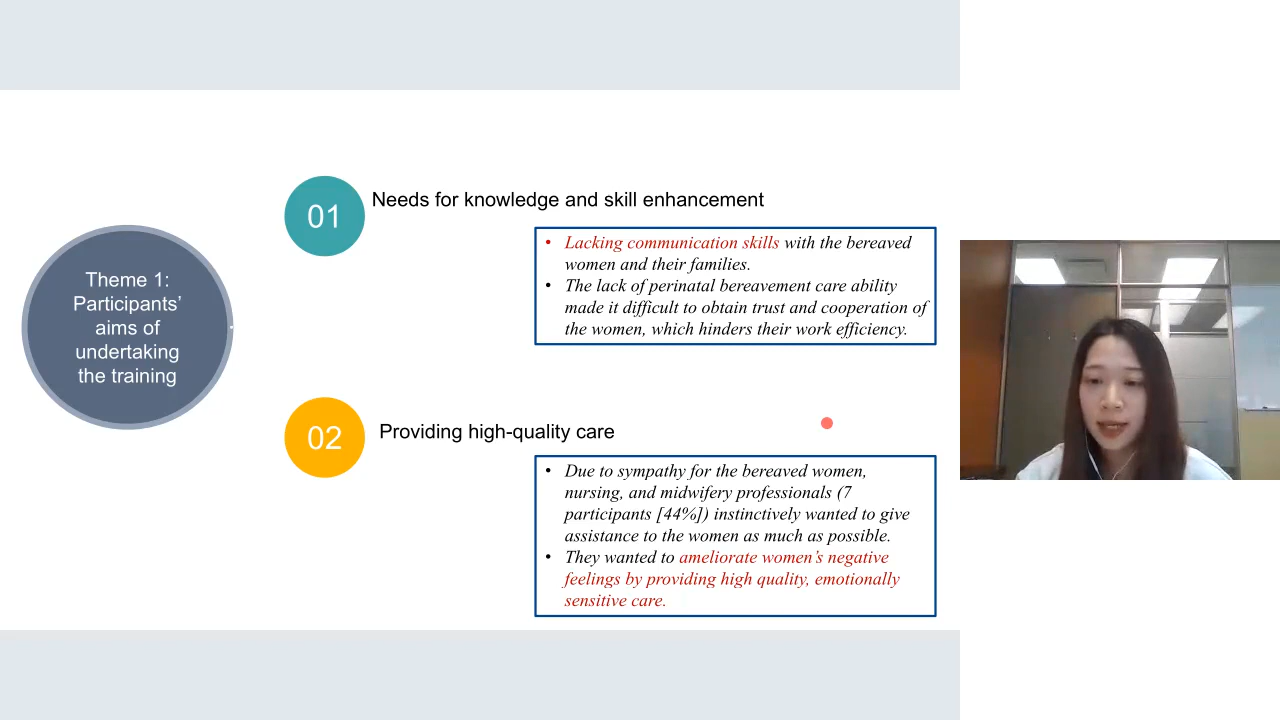 Theme 1:
Participants’
aims of
undertaking
the training
01
Needs for knowledge and skill enhancement
• Lacking communication skills with the bereaved
women and their families.
• The lack of perinatal bereavement care ability
made it difficult to obtain trust and cooperation of
the women, which hinders their work efficiency.
02
Providing high-quality care
• Due to sympathy for the bereaved women,
nursing, and midwifery professionals (7
participants [44%]) instinctively wanted to give
assistance to the women as much as possible.
• They wanted to ameliorate women’s negative
feelings by providing high quality, emotionally
sensitive care.